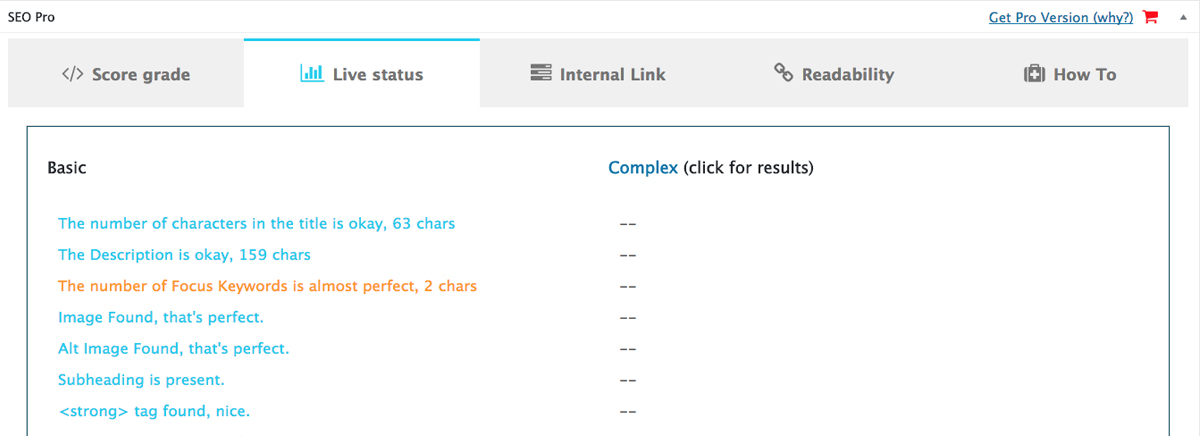 SEO Pro
Get Pro Version (why?)
</> Score grade
Live status
Internal Link
Readability
How To
Basic
Complex (click for results)
The number of characters in the title is okay, 63 chars
--
The Description is okay, 159 chars
--
The number of Focus Keywords is almost perfect, 2 chars
--
Image Found, that's perfect.
--
Alt Image Found, that's perfect.
--
Subheading is present.
--
<strong> tag found, nice.
--